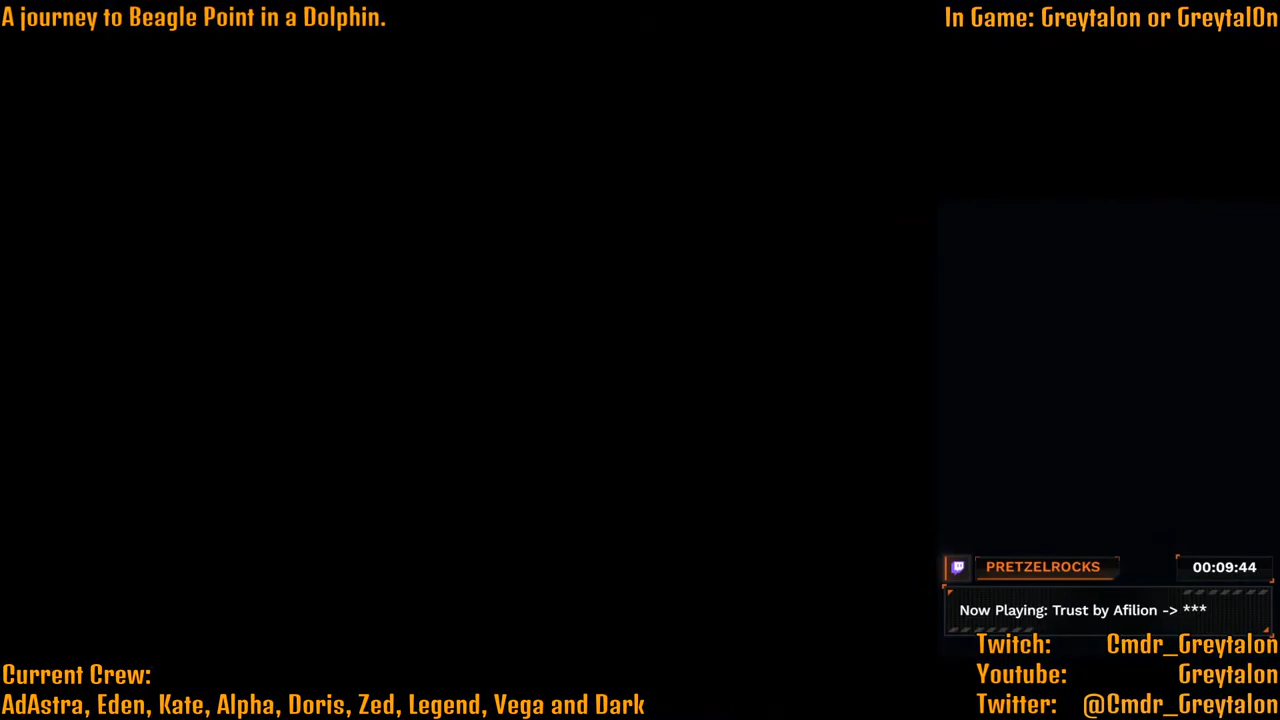 A journey to Beagle Point in a Dolphin.
In Game: Greytalon or Greytal0n
PRETZELROCKS
00:09:44
Now Playing: Trust by Afilion -> ***
Twitch: Cmdr_Greytalon
Youtube: Greytalon
Twitter: @Cmdr_Greytalon
Current Crew:
AdAstra, Eden, Kate, Alpha, Doris, Zed, Legend, Vega and Dark